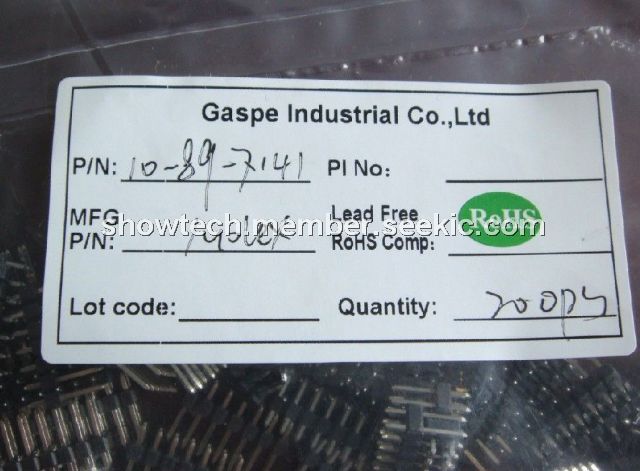 Gaspe Industrial Co.,Ltd
P/N: 10-89-7141 PI No:
MFG P/N: molex Lead Free RoHS Comp: RoHS
showtech.member.seekic.com
Lot code: Quantity: 200pcs